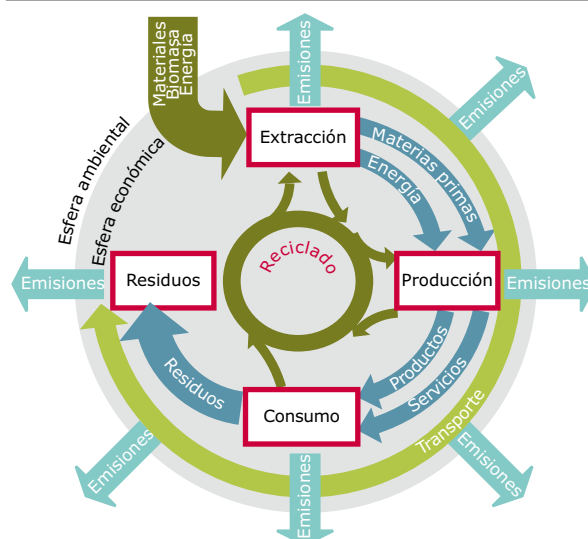 Materiales
Biomasa
Energía
Emisiones
Emisiones
Esfera ambiental
Esfera económica
Extracción
Materias primas
Energía
Reciclado
Emisiones
Residuos
Producción
Emisiones
Residuos
Productos
Servicios
Consumo
Transporte
Emisiones
Emisiones
Emisiones